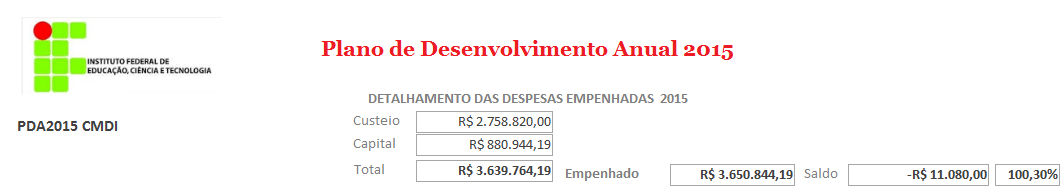 INSTITUTO FEDERAL DE
EDUCAÇÃO, CIÊNCIA E TECNOLOGIA
Plano de Desenvolvimento Anual 2015
DETALHAMENTO DAS DESPESAS EMPENHADAS 2015
PDA2015 CMDI
Custeio R$ 2.758.820,00
Capital R$ 880.944,19
Total R$ 3.639.764,19 Empenhado R$ 3.650.844,19 Saldo -R$ 11.080,00 100,30%